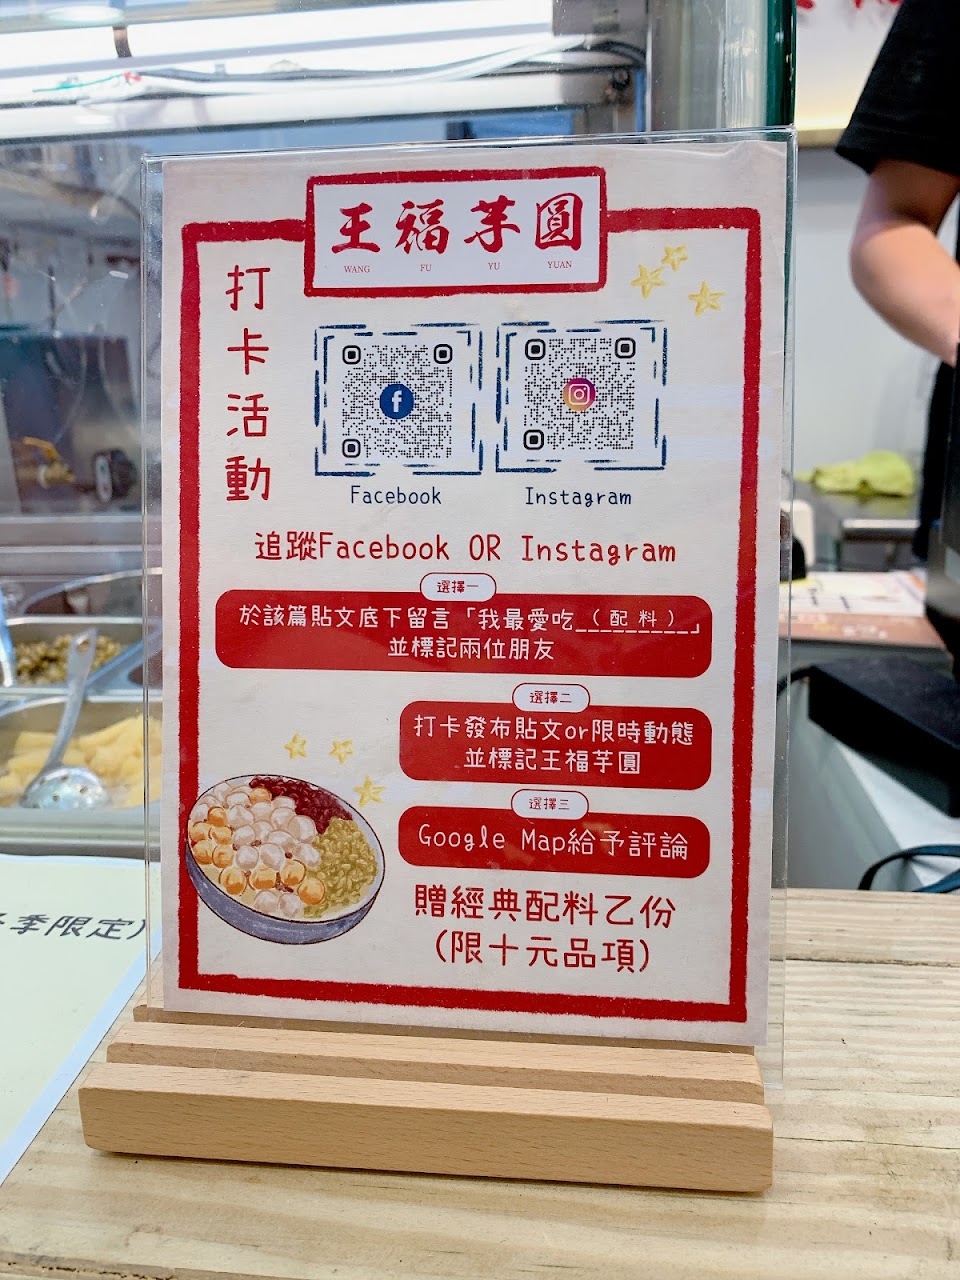 王福芋圓
WANG FU YU YUAN
打卡活動
Facebook
Instagram
追蹤Facebook OR Instagram
選擇一
於該篇貼文底下留言「我最愛吃_(配料)_」
並標記兩位朋友
選擇二
打卡發布貼文or限時動態
並標記王福芋圓
選擇三
Google Map給予評論
贈經典配料乙份
(限十元品項)
季限定)